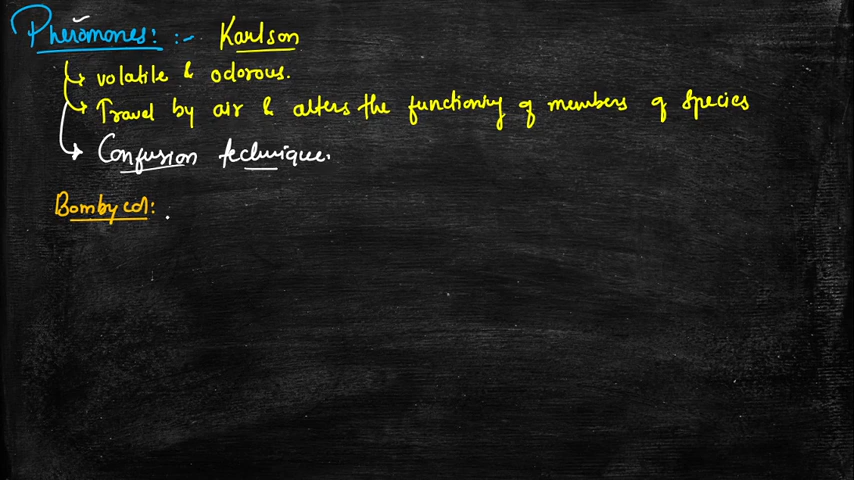 Pheromones: :- Karlson
volatile & odorous.
Travel by air & alters the functioning of members of species
Confusion technique.
Bombycol: